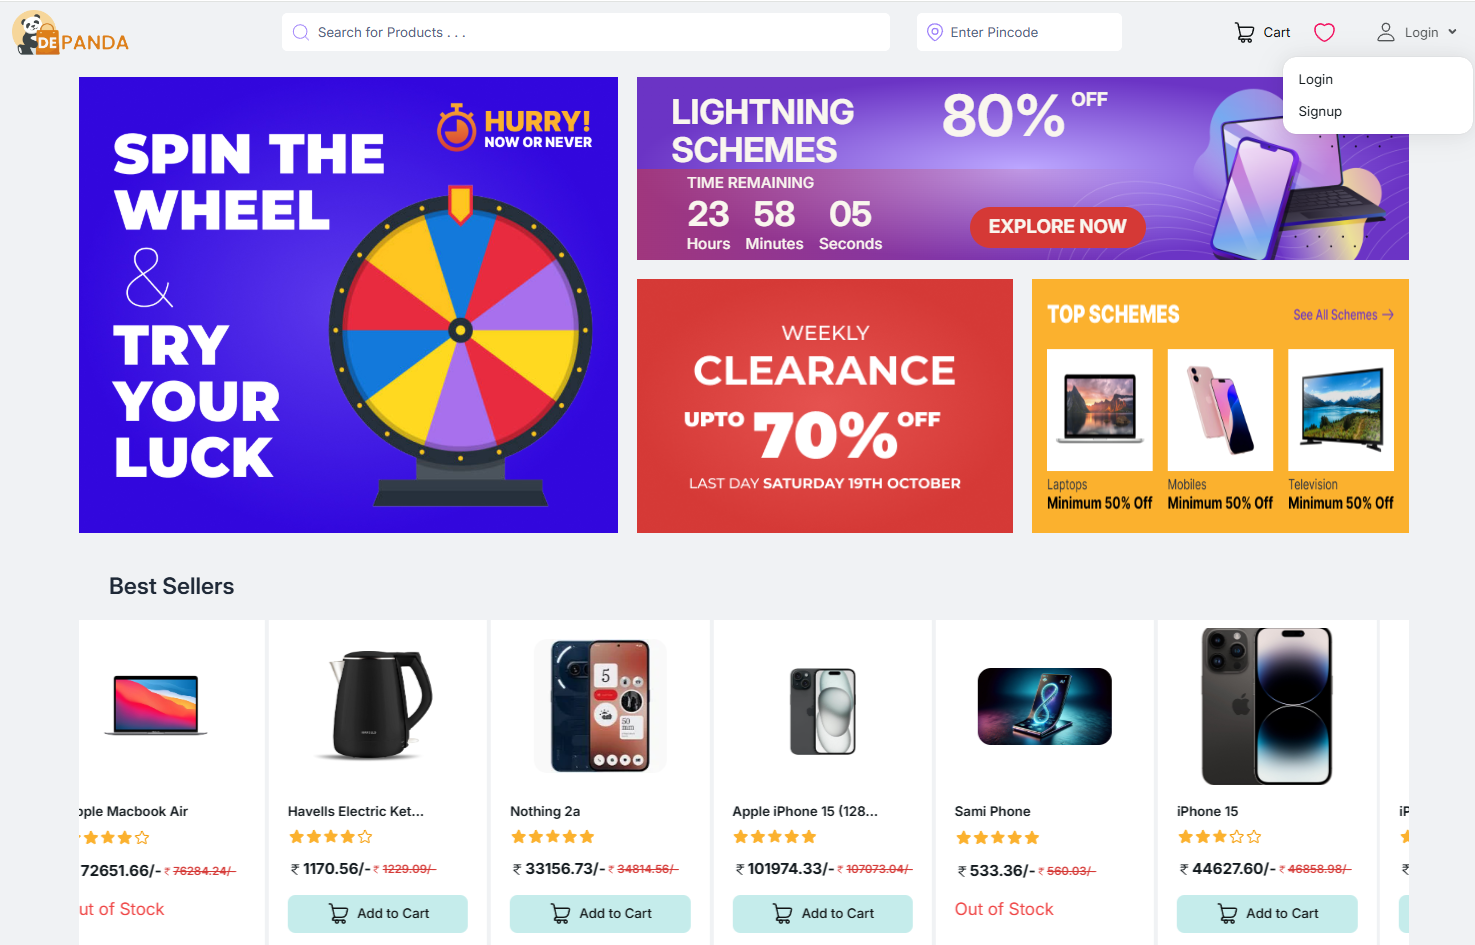 DE PANDA
Search for Products . . .
Enter Pincode
Cart
Login
Login
Signup
SPIN THE
WHEEL
&
TRY
YOUR
LUCK
HURRY!
NOW OR NEVER
LIGHTNING
SCHEMES
80% OFF
TIME REMAINING
23 58 05
Hours Minutes Seconds
EXPLORE NOW
WEEKLY
CLEARANCE
UPTO 70% OFF
LAST DAY SATURDAY 19TH OCTOBER
TOP SCHEMES
See All Schemes →
Laptops
Minimum 50% Off
Mobiles
Minimum 50% Off
Television
Minimum 50% Off
Best Sellers
pple Macbook Air
72651.66/- ₹ 76284.24/-
ut of Stock
Havells Electric Ket...
₹ 1170.56/- ₹ 1229.09/-
Add to Cart
5
50
mm
Nothing 2a
₹ 33156.73/- ₹ 34814.56/-
Add to Cart
Apple iPhone 15 (128...
₹ 101974.33/- ₹ 107073.04/-
Add to Cart
Sami Phone
₹ 533.36/- ₹ 560.03/-
Out of Stock
iPhone 15
₹ 44627.60/- ₹ 46858.98/-
Add to Cart
iP
₹